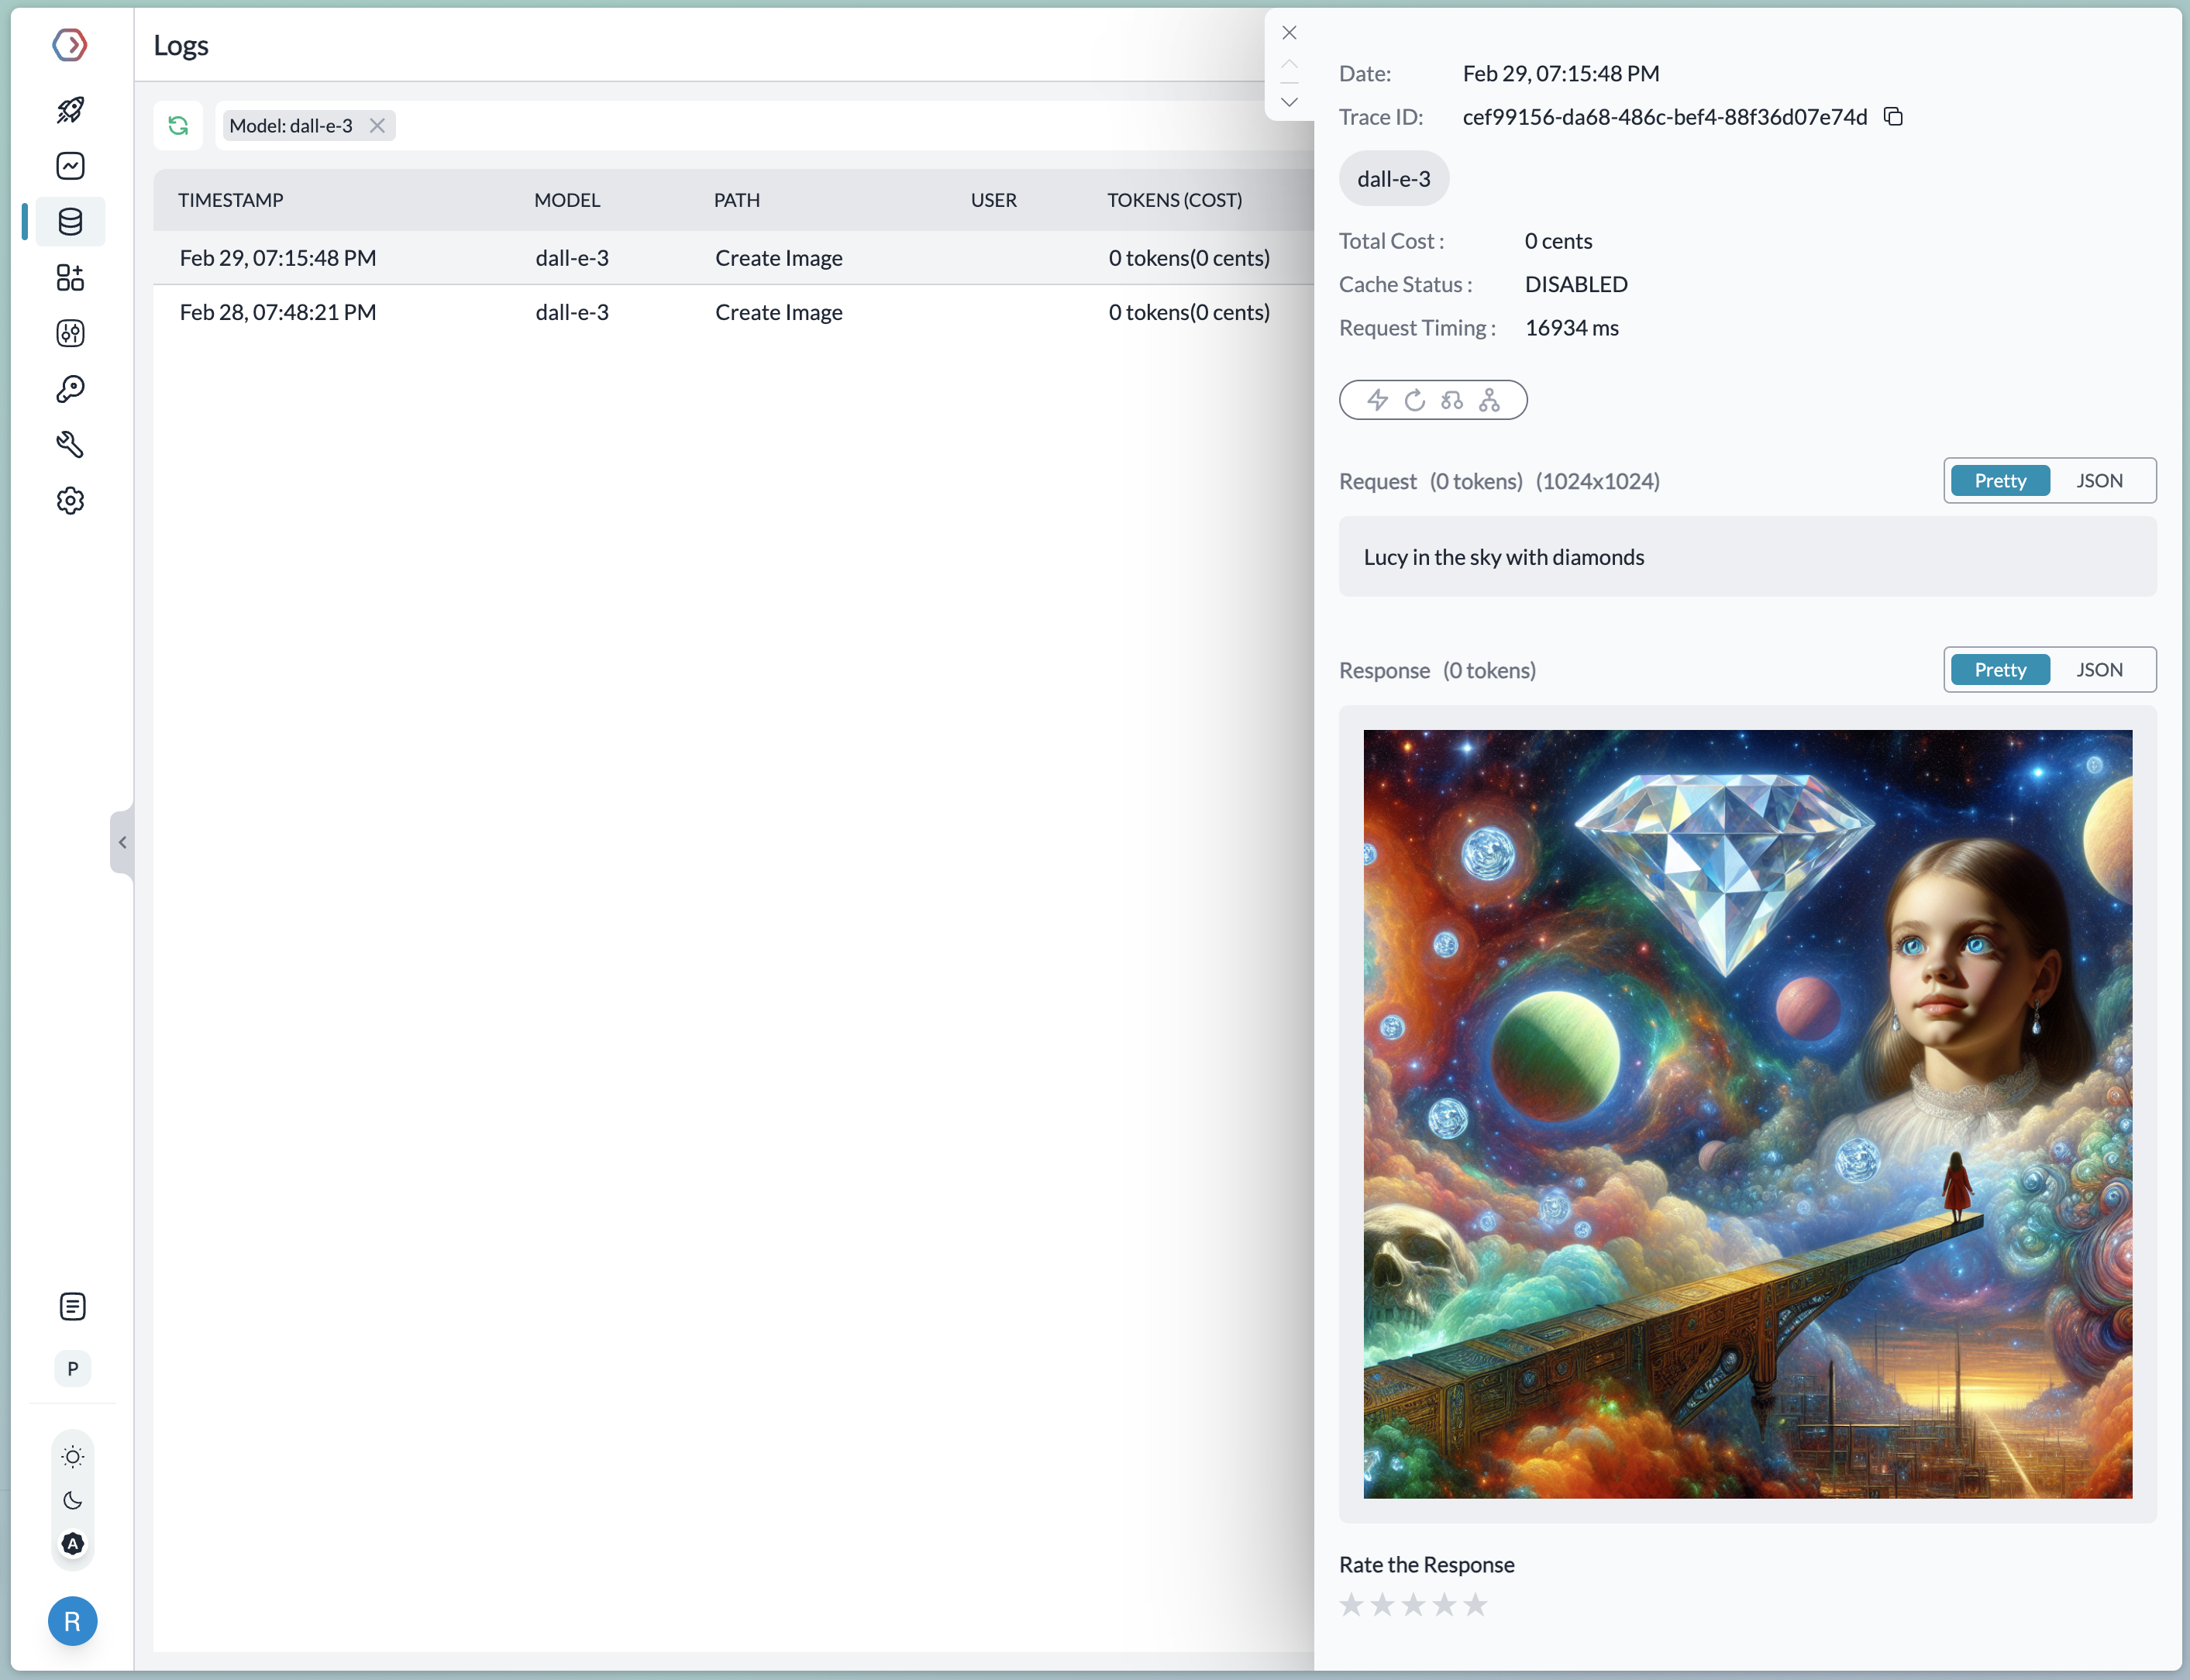 Logs
Model: dall-e-3
TIMESTAMP MODEL PATH USER TOKENS (COST)
Feb 29, 07:15:48 PM dall-e-3 Create Image 0 tokens(0 cents)
Feb 28, 07:48:21 PM dall-e-3 Create Image 0 tokens(0 cents)
P
A
R
Date: Feb 29, 07:15:48 PM
Trace ID: cef99156-da68-486c-bef4-88f36d07e74d
dall-e-3
Total Cost : 0 cents
Cache Status : DISABLED
Request Timing : 16934 ms
Request (0 tokens) (1024x1024) Pretty JSON
Lucy in the sky with diamonds
Response (0 tokens) Pretty JSON
Rate the Response